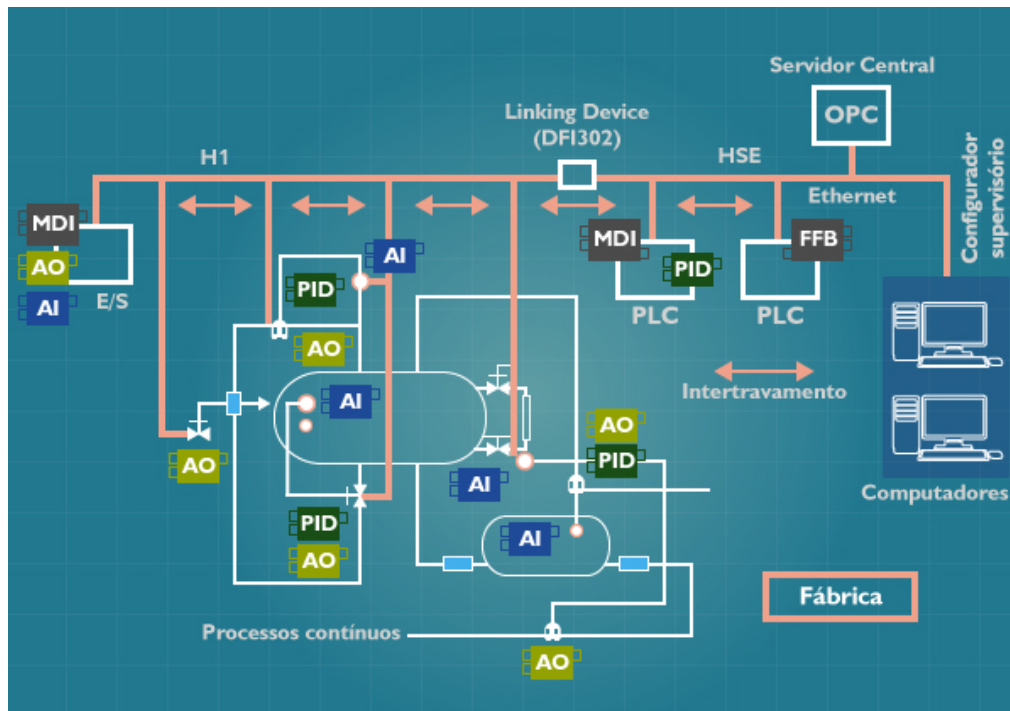 Servidor Central
OPC
Linking Device
(DFI302)
H1
HSE
Ethernet
Configurador
supervisório
MDI
AO
AI
E/S
AI
PID
AO
MDI
PID
PLC
FFB
PLC
Intertravamento
AI
AO
AO
PID
AI
PID
AO
AI
Computadores
Fábrica
Processos contínuos
AO